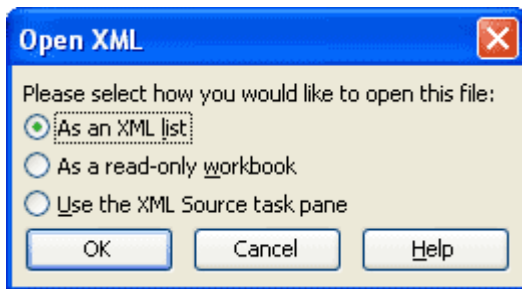 Open XML
Please select how you would like to open this file:
As an XML list
As a read-only workbook
Use the XML Source task pane
OK Cancel Help